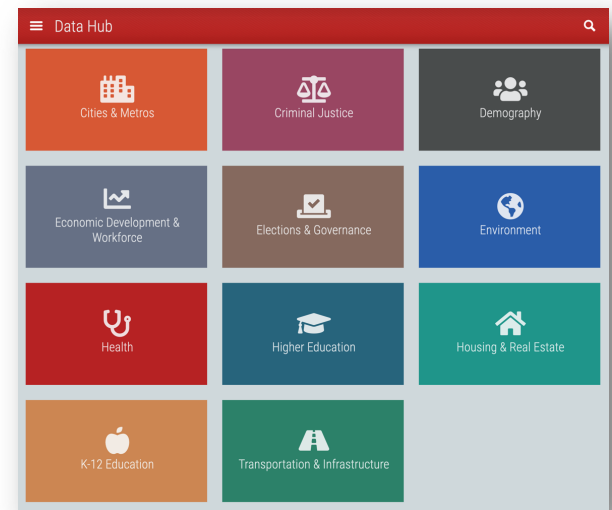 Data Hub
Cities & Metros
Criminal Justice
Demography
Economic Development &
Workforce
Elections & Governance
Environment
Health
Higher Education
Housing & Real Estate
K-12 Education
Transportation & Infrastructure